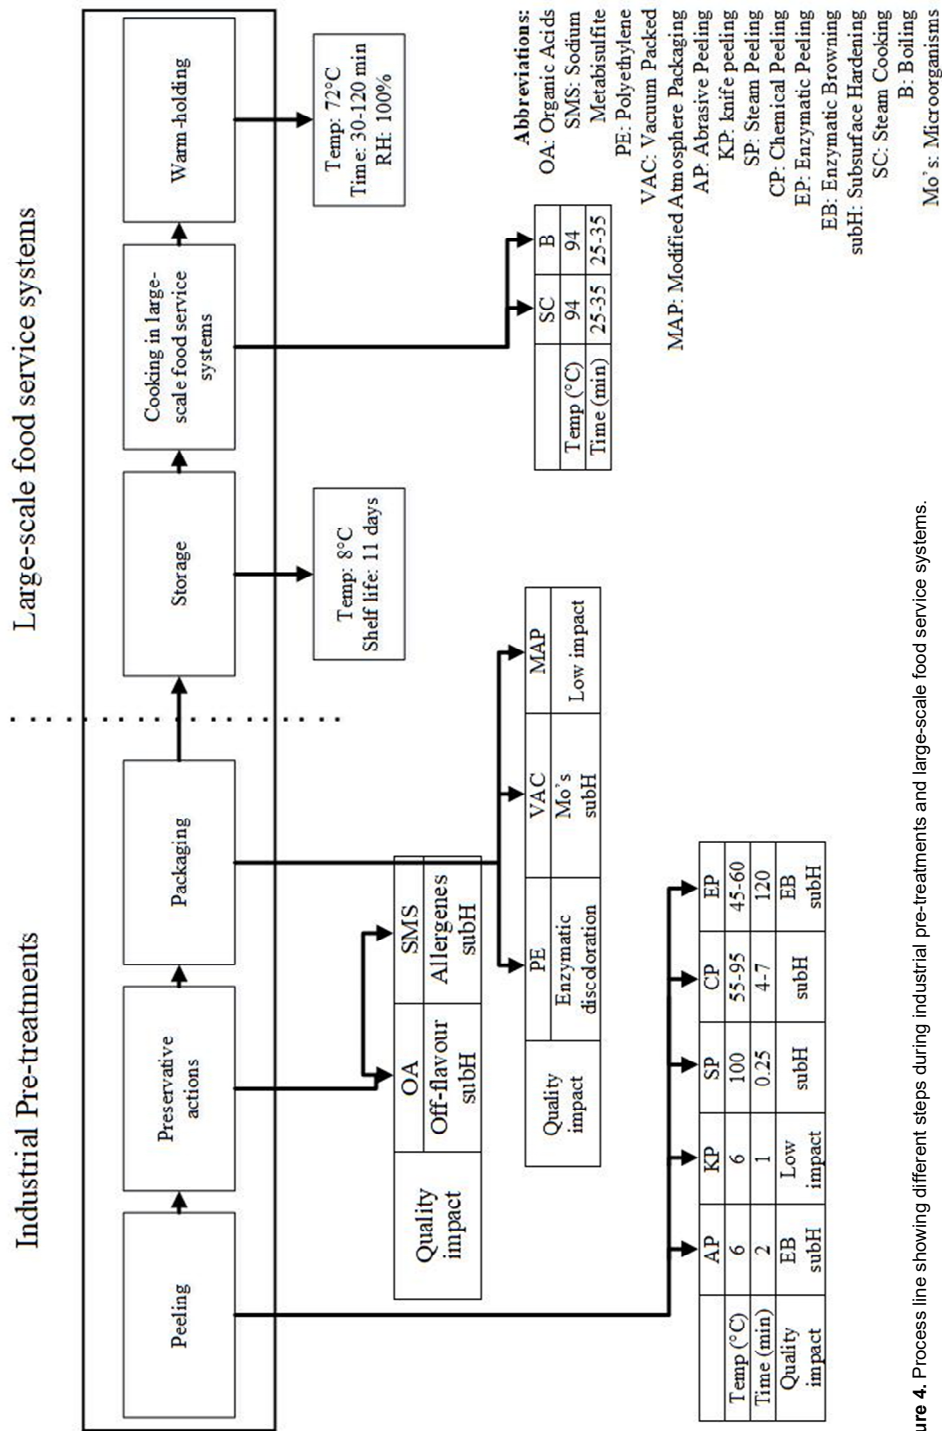 Industrial Pre-treatments
Large-scale food service systems
Peeling
Preservative
actions
Packaging
Storage
Cooking in large-
scale food service
systems
Warm-holding
Temp: 8°C
Shelf life: 11 days
Temp: 72°C
Time: 30-120 min
RH: 100%
OA SMS
Quality
impact
Off-flavour
subH
Allergenes
subH
PE VAC MAP
Quality
impact
Enzymatic
discoloration
Mo's
subH
Low impact
SC B
Temp (°C) 94 94
Time (min) 25-35 25-35
AP KP SP CP EP
Temp (°C) 6 6 100 55-95 45-60
Time (min) 2 1 0.25 4-7 120
Quality
impact
EB
subH
Low
impact
subH
subH
EB
subH
Abbreviations:
OA: Organic Acids
SMS: Sodium
Metabisulfite
PE: Polyethylene
VAC: Vacuum Packed
MAP: Modified Atmosphere Packaging
AP: Abrasive Peeling
KP: knife peeling
SP: Steam Peeling
CP: Chemical Peeling
EP: Enzymatic Peeling
EB: Enzymatic Browning
subH: Subsurface Hardening
SC: Steam Cooking
B: Boiling
Mo's: Microorganisms
ure 4. Process line showing different steps during industrial pre-treatments and large-scale food service systems.